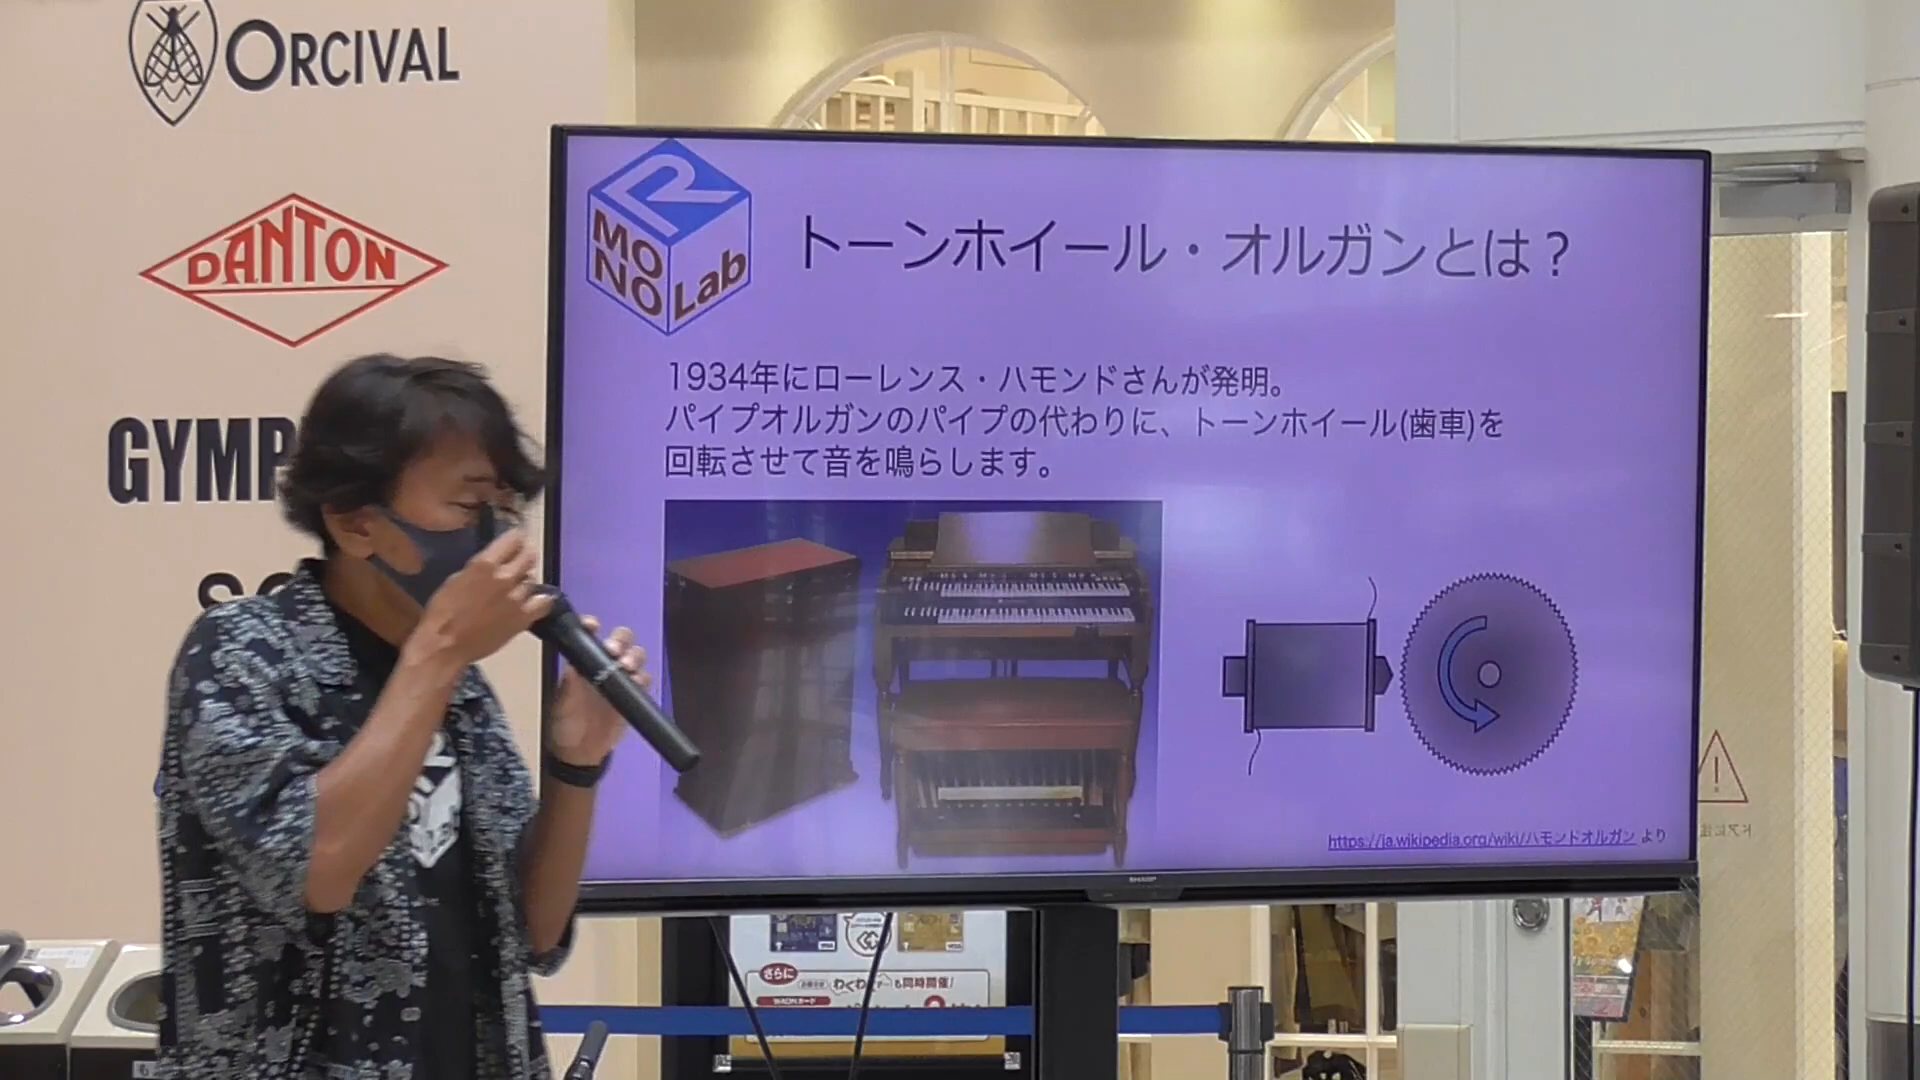 ORCIVAL
DANTON
GYMP
R
MONO
Lab
トーンホイール・オルガンとは？
1934年にローレンス・ハモンドさんが発明。
パイプオルガンのパイプの代わりに、トーンホイール(歯車)を
回転させて音を鳴らします。
https://ja.wikipedia.org/wiki/ハモンドオルガン より
SHARP
さらに
も同時開催!